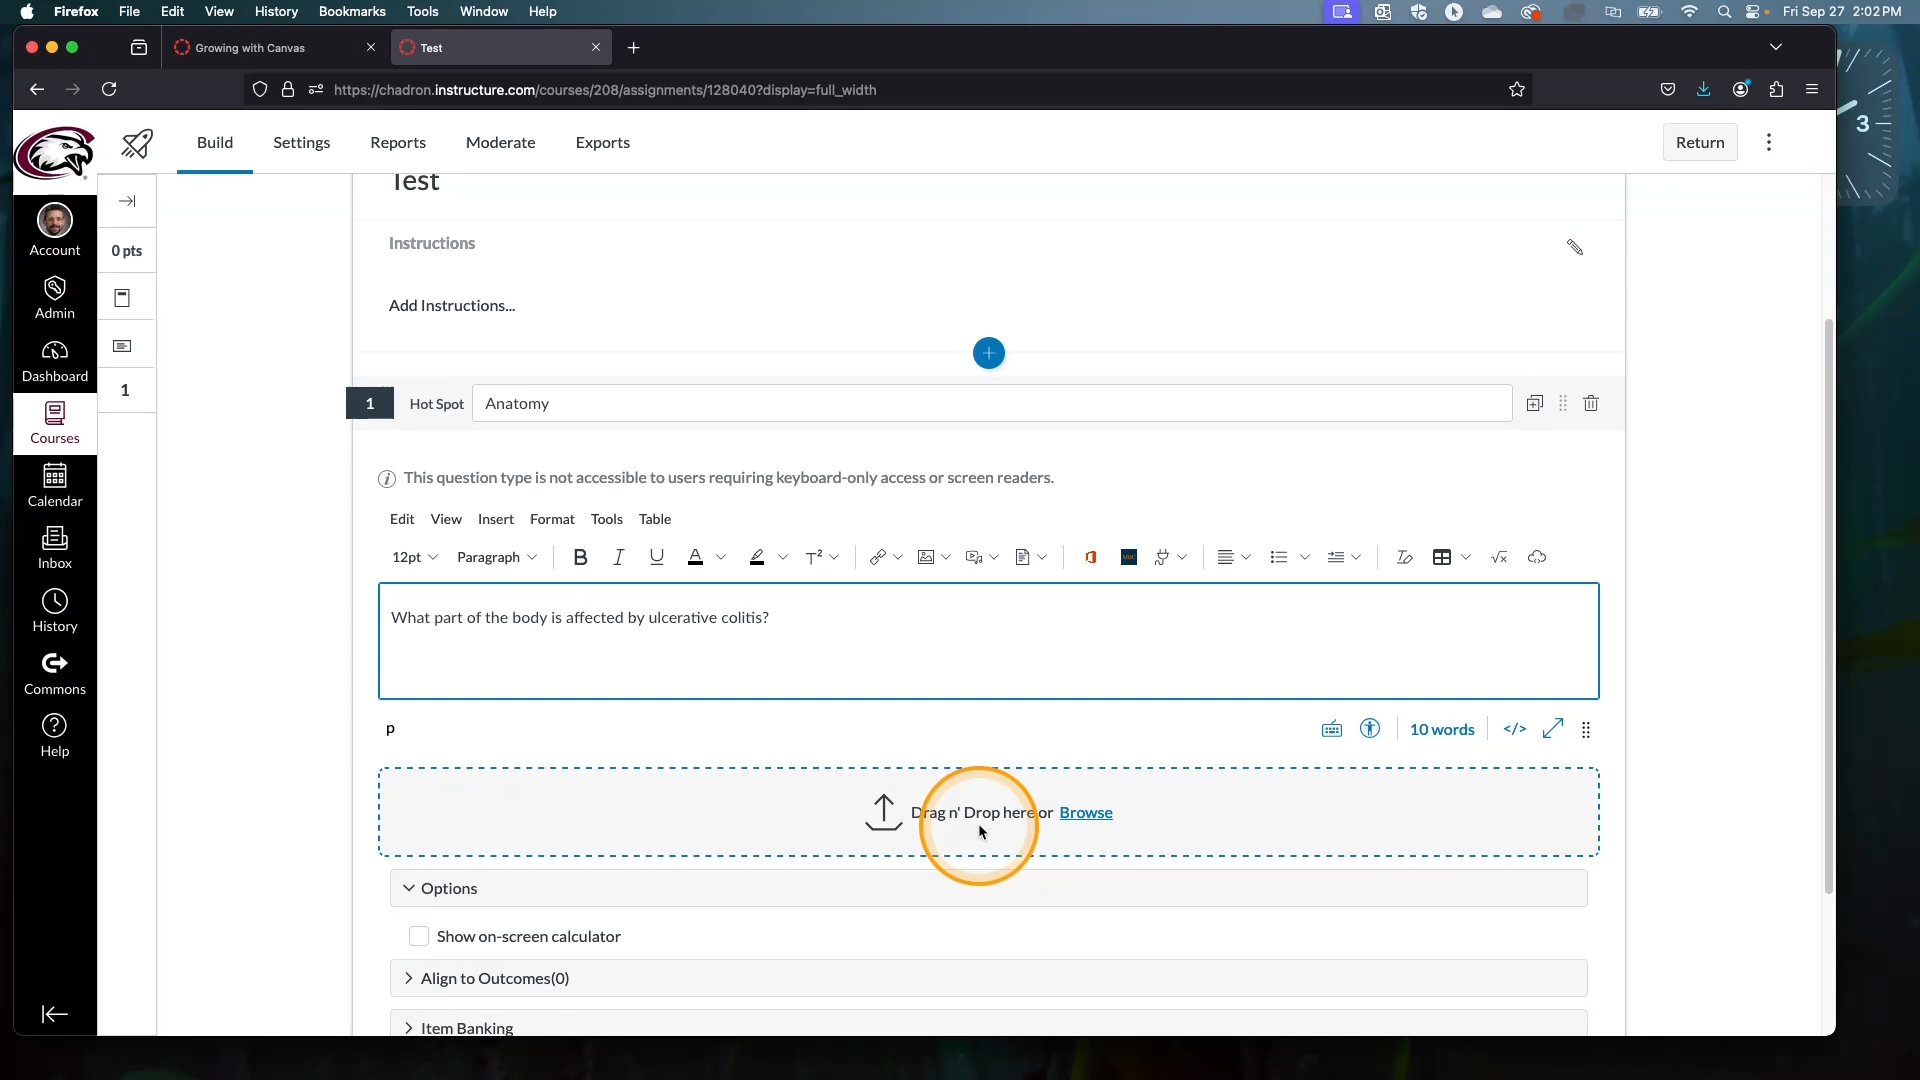 Firefox File Edit View History Bookmarks Tools Window Help Fri Sep 27 2:02 PM
Growing with Canvas
Test
https://chadron.instructure.com/courses/208/assignments/128040?display=full_width
3
Build Settings Reports Moderate Exports Return
Test
Account
Admin
Dashboard
Courses
Calendar
Inbox
History
Commons
Help
0 pts
1
Instructions
Add Instructions...
1 Hot Spot Anatomy
This question type is not accessible to users requiring keyboard-only access or screen readers.
Edit View Insert Format Tools Table
12pt Paragraph B I U A T²
What part of the body is affected by ulcerative colitis?
p 10 words </>
Drag n' Drop here or Browse
Options
Show on-screen calculator
Align to Outcomes(0)
Item Banking